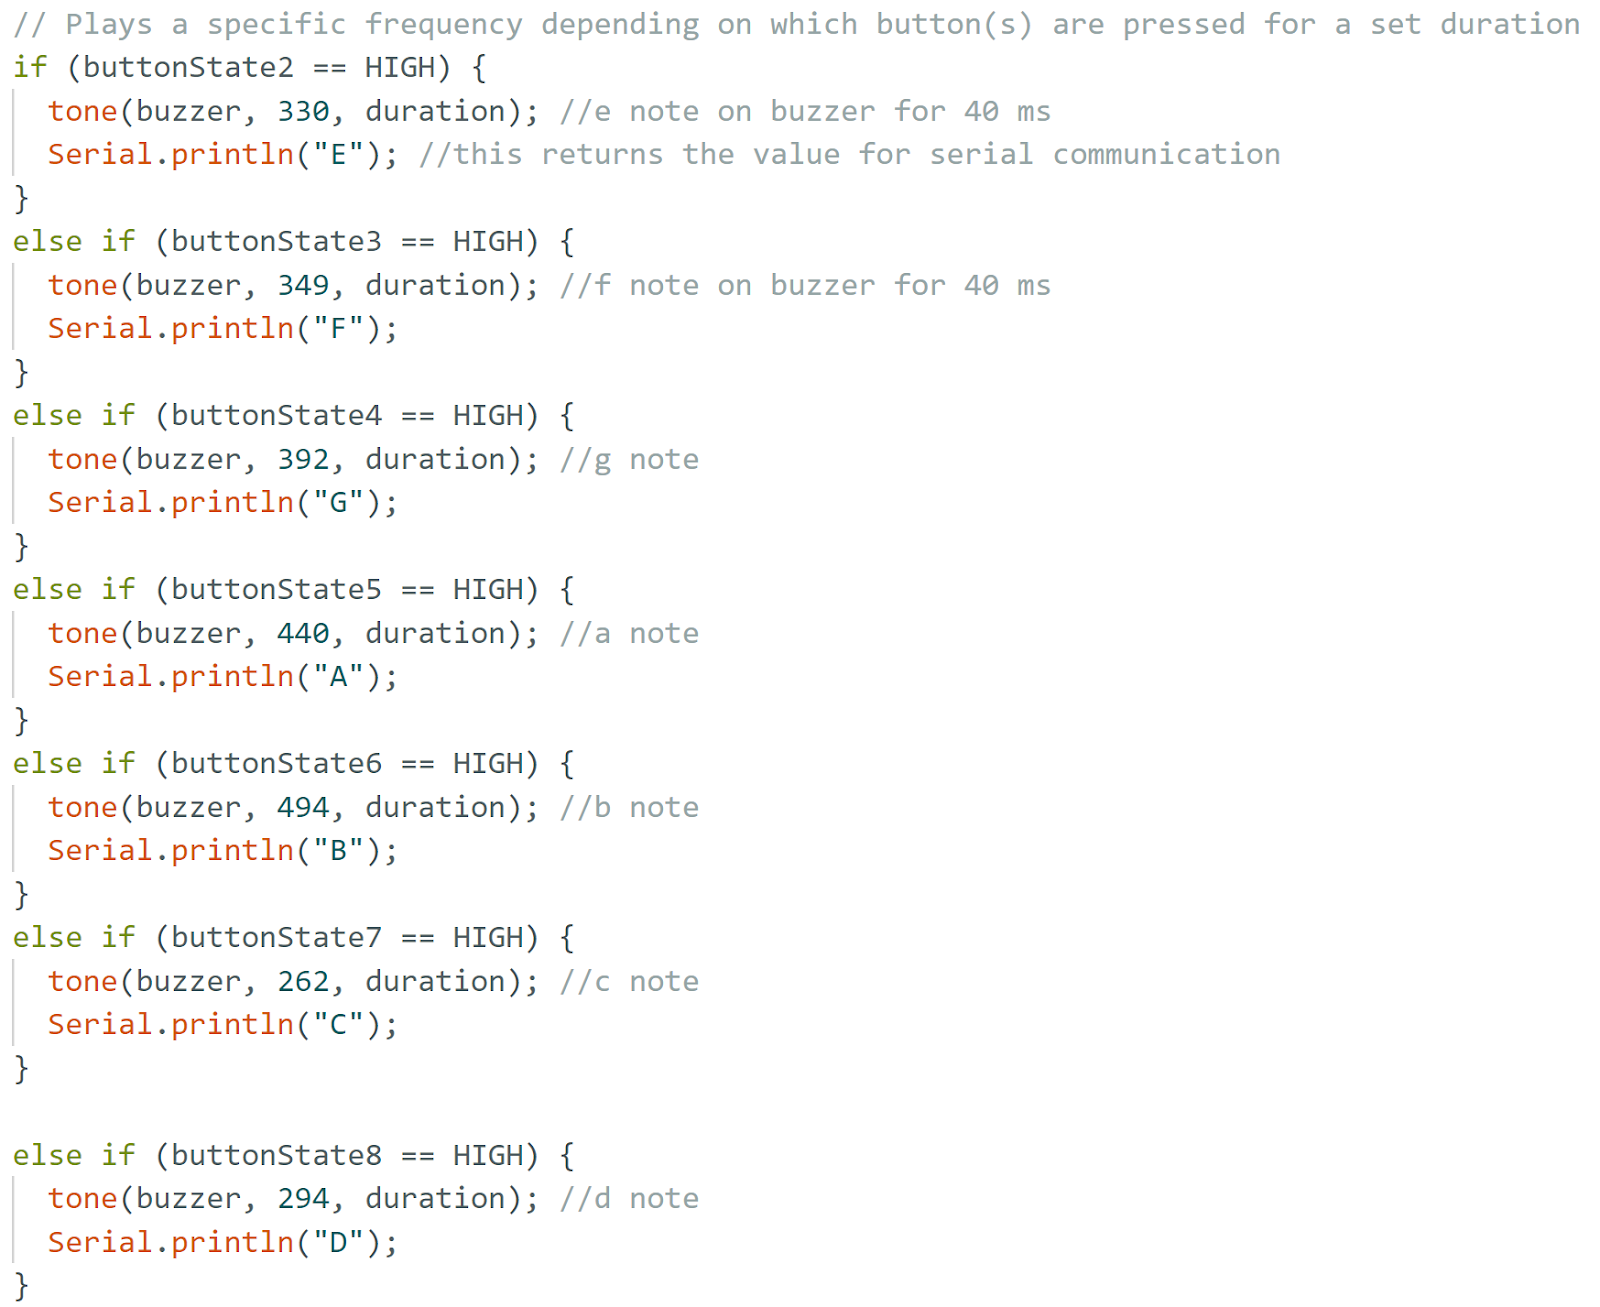 // Plays a specific frequency depending on which button(s) are pressed for a set duration
if (buttonState2 == HIGH) {
  tone(buzzer, 330, duration); //e note on buzzer for 40 ms
  Serial.println("E"); //this returns the value for serial communication
}
else if (buttonState3 == HIGH) {
  tone(buzzer, 349, duration); //f note on buzzer for 40 ms
  Serial.println("F");
}
else if (buttonState4 == HIGH) {
  tone(buzzer, 392, duration); //g note
  Serial.println("G");
}
else if (buttonState5 == HIGH) {
  tone(buzzer, 440, duration); //a note
  Serial.println("A");
}
else if (buttonState6 == HIGH) {
  tone(buzzer, 494, duration); //b note
  Serial.println("B");
}
else if (buttonState7 == HIGH) {
  tone(buzzer, 262, duration); //c note
  Serial.println("C");
}

else if (buttonState8 == HIGH) {
  tone(buzzer, 294, duration); //d note
  Serial.println("D");
}